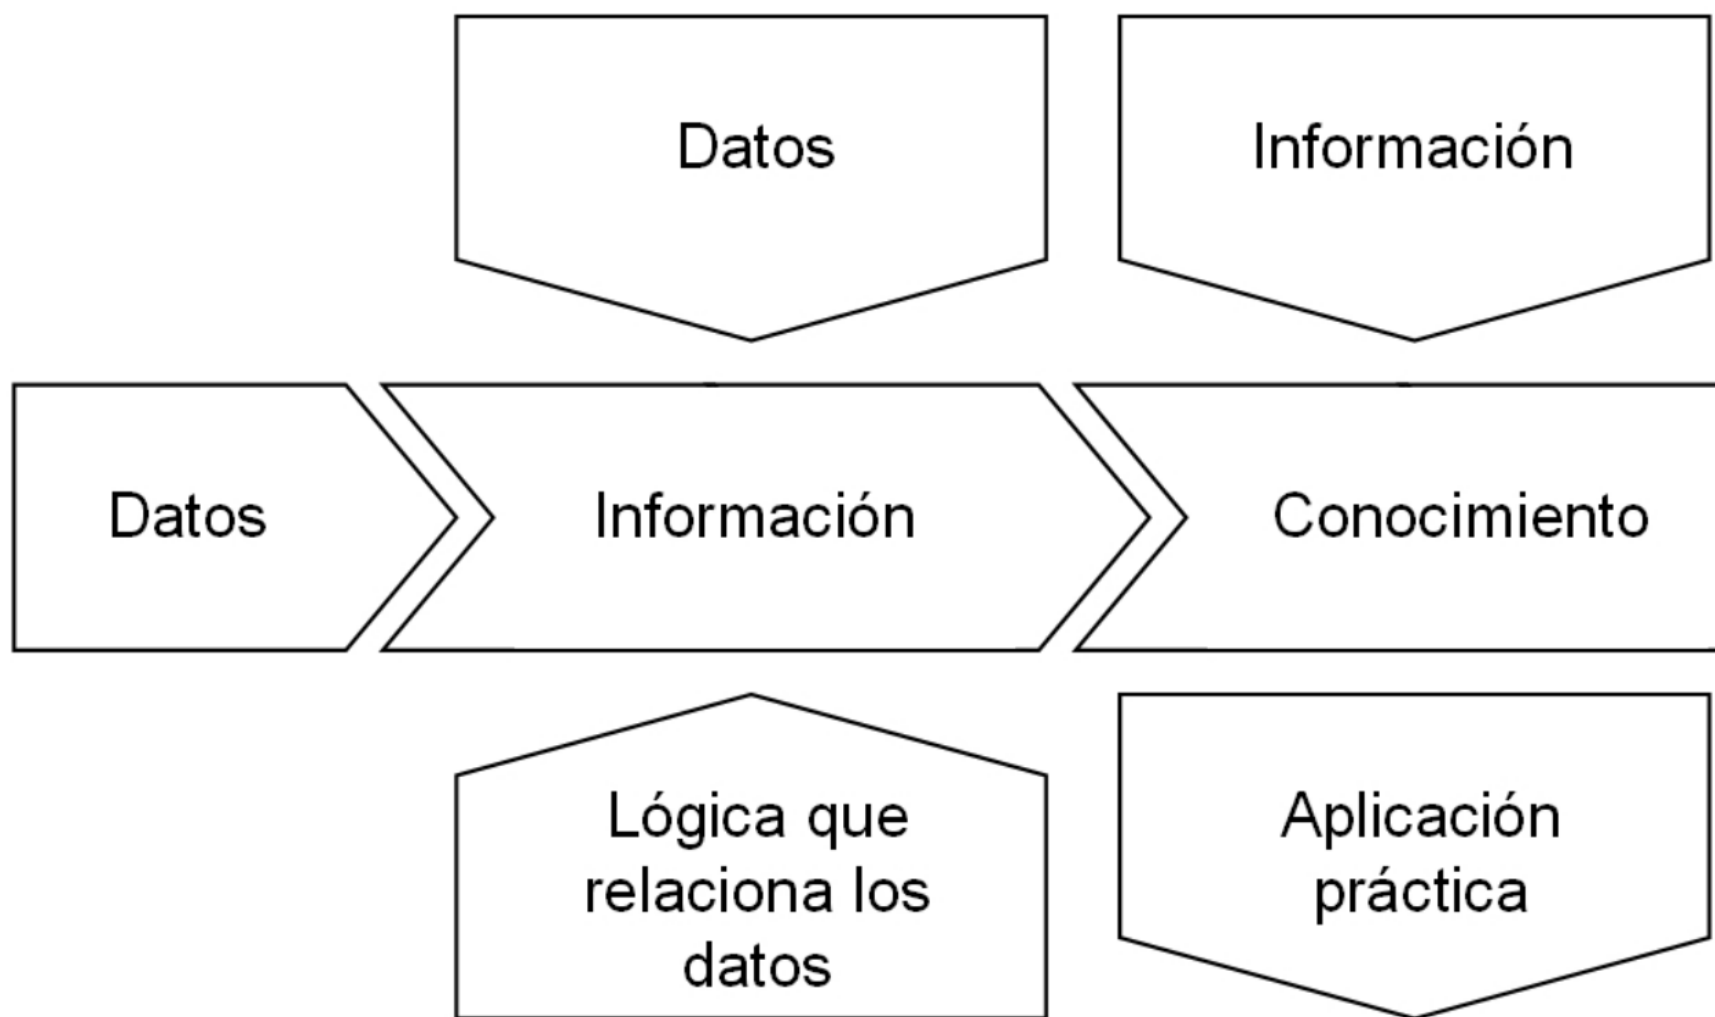 Datos
Información
Datos
Información
Conocimiento
Lógica que
relaciona los
datos
Aplicación
práctica